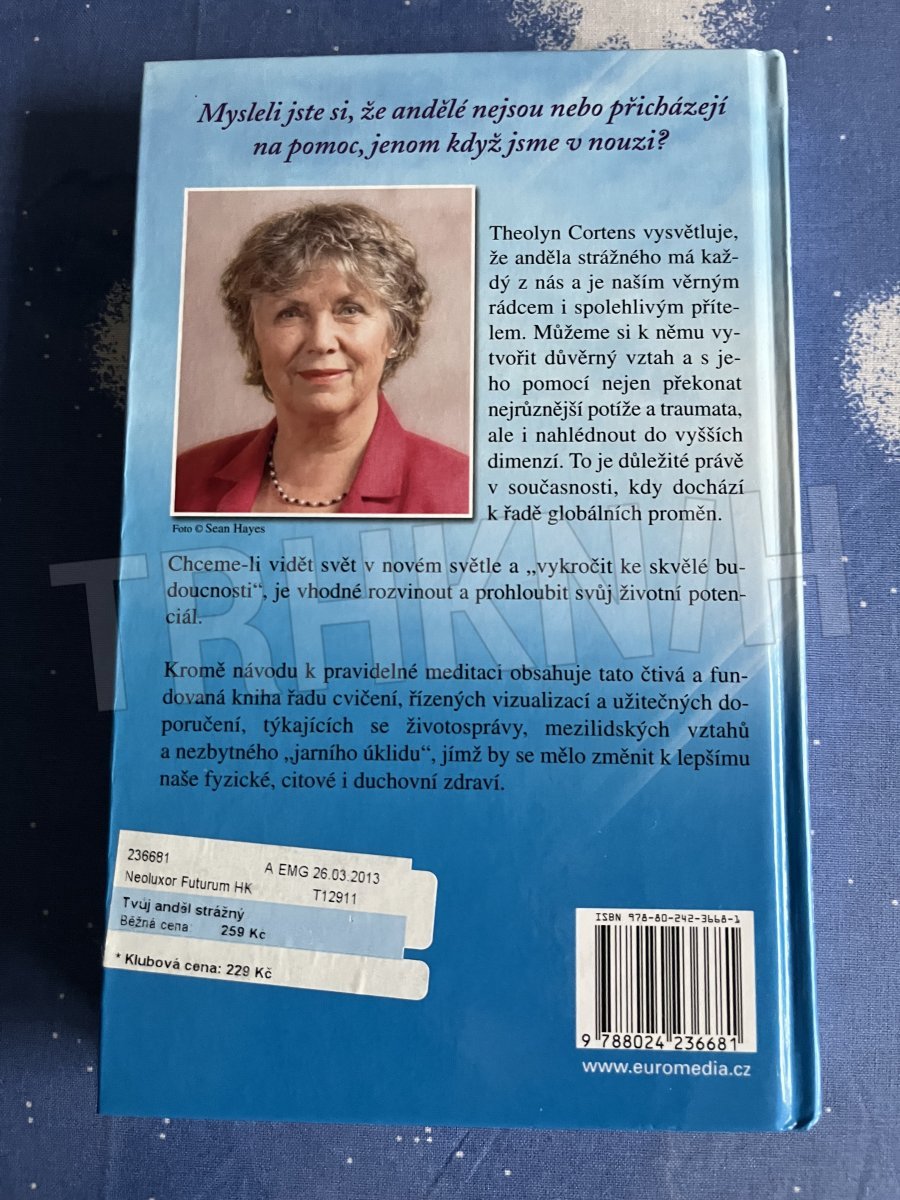 Mysleli jste si, že andělé nejsou nebo přicházejí
na pomoc, jenom když jsme v nouzi?
Theolyn Cortens vysvětluje,
že anděla strážného má kaž-
dý z nás a je naším věrným
rádcem i spolehlivým příte-
lem. Můžeme si k němu vy-
tvořit důvěrný vztah a s je-
ho pomocí nejen překonat
nejrůznější potíže a traumata,
ale i nahlédnout do vyšších
dimenzí. To je důležité právě
v současnosti, kdy dochází
k řadě globálních proměn.
Foto © Sean Hayes
Chceme-li vidět svět v novém světle a „vykročit ke skvělé bu-
doucnosti“, je vhodné rozvinout a prohloubit svůj životní poten-
ciál.
TRHKNIH
Kromě návodu k pravidelné meditaci obsahuje tato čtivá a fun-
dovaná kniha řadu cvičení, řízených vizualizací a užitečných do-
poručení, týkajících se životosprávy, mezilidských vztahů
a nezbytného „jarního úklidu“, jímž by se mělo změnit k lepšímu
naše fyzické, citové i duchovní zdraví.
236681
A EMG 26.03.2013
Neoluxor Futurum HK
T12911
Tvůj anděl strážný
Běžná cena: 259 Kc
* Klubová cena: 229 Kč
ISBN 978-80-242-3668-1
9 788024 236681
www.euromedia.cz